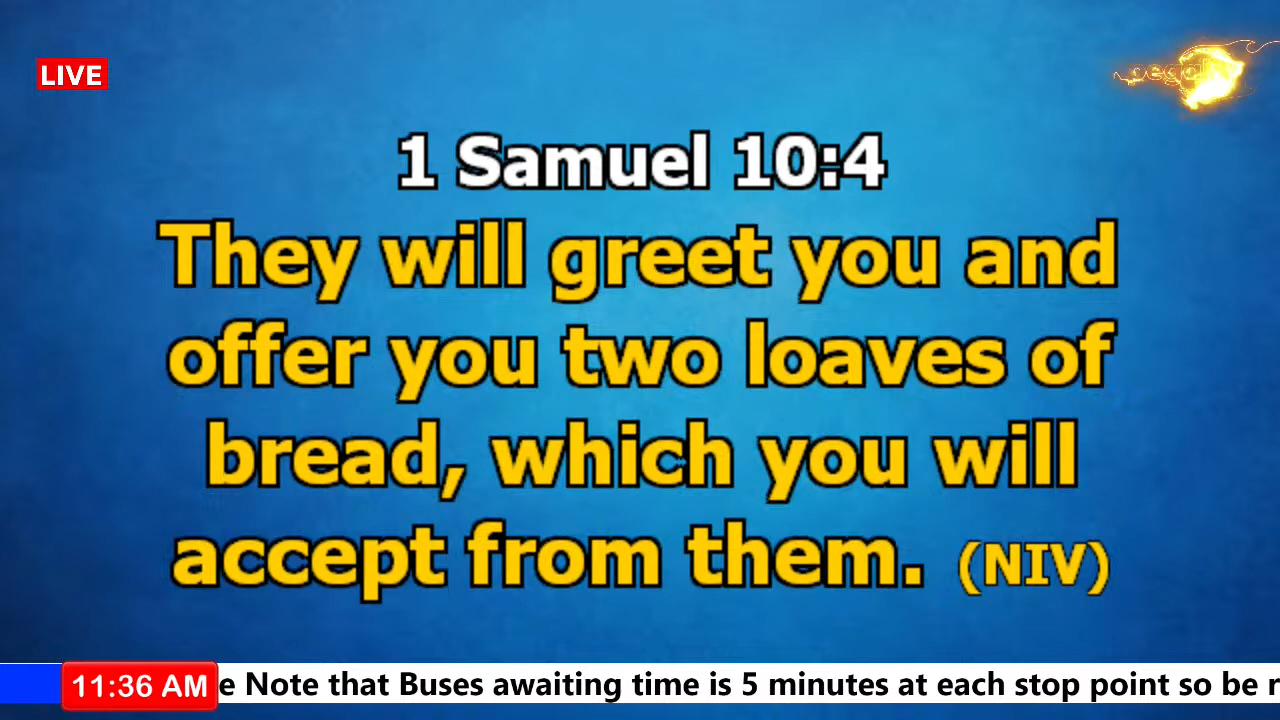 LIVE
1 Samuel 10:4
They will greet you and
offer you two loaves of
bread, which you will
accept from them. (NIV)
11:36 AM e Note that Buses awaiting time is 5 minutes at each stop point so be r